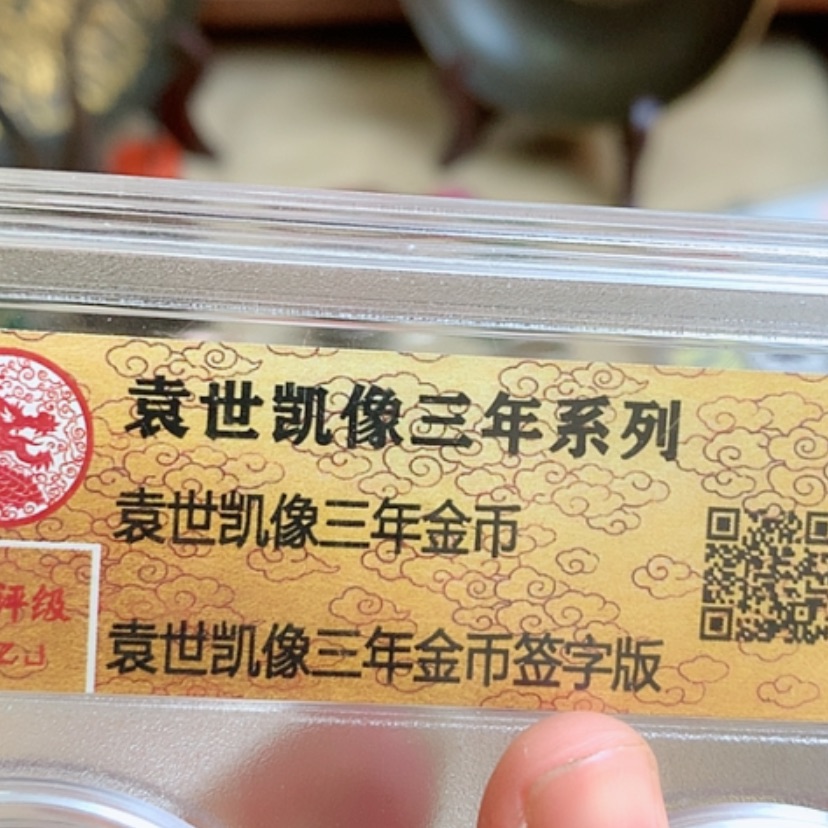 袁世凯像三年系列
袁世凯像三年金币
评级
袁世凯像三年金币签字版